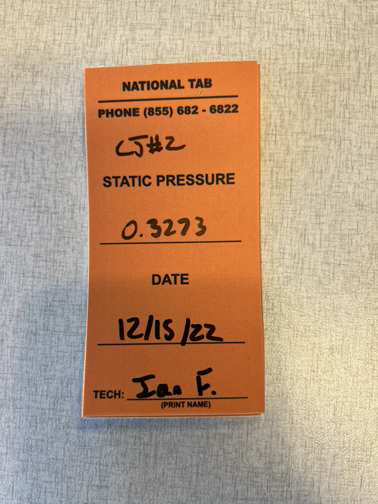 NATIONAL TAB
PHONE (855) 682 - 6822
CJ#2
STATIC PRESSURE
0.3273
DATE
12/15/22
TECH: Ian F.
(PRINT NAME)